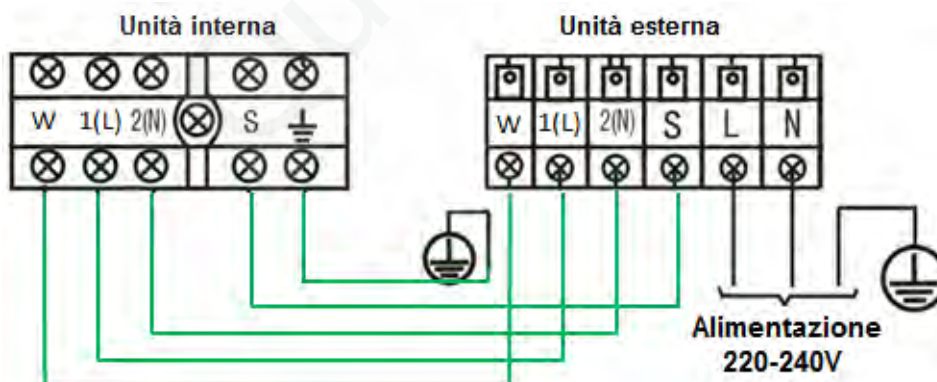 Unità interna
Unità esterna
W 1(L) 2(N) S
W 1(L) 2(N) S L N
Alimentazione
220-240V